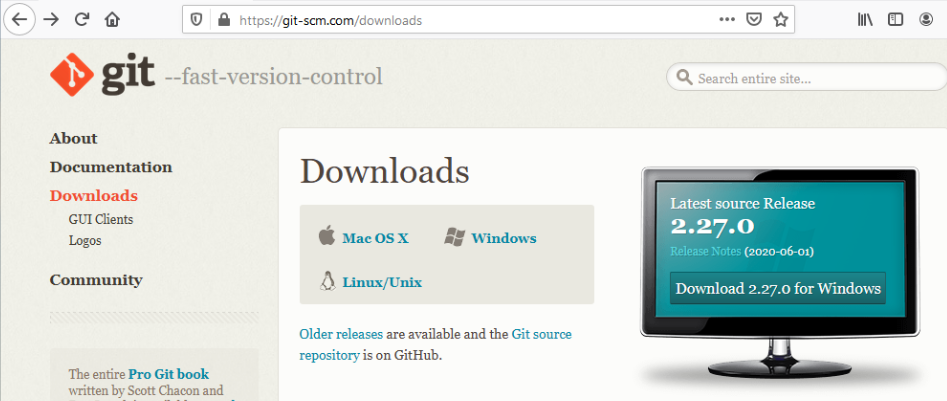 https://git-scm.com/downloads
git --fast-version-control
Search entire site...
About
Documentation
Downloads
GUI Clients
Logos
Community
The entire Pro Git book
written by Scott Chacon and
Downloads
Mac OS X
Windows
Linux/Unix
Older releases are available and the Git source
repository is on GitHub.
Latest source Release
2.27.0
Release Notes (2020-06-01)
Download 2.27.0 for Windows